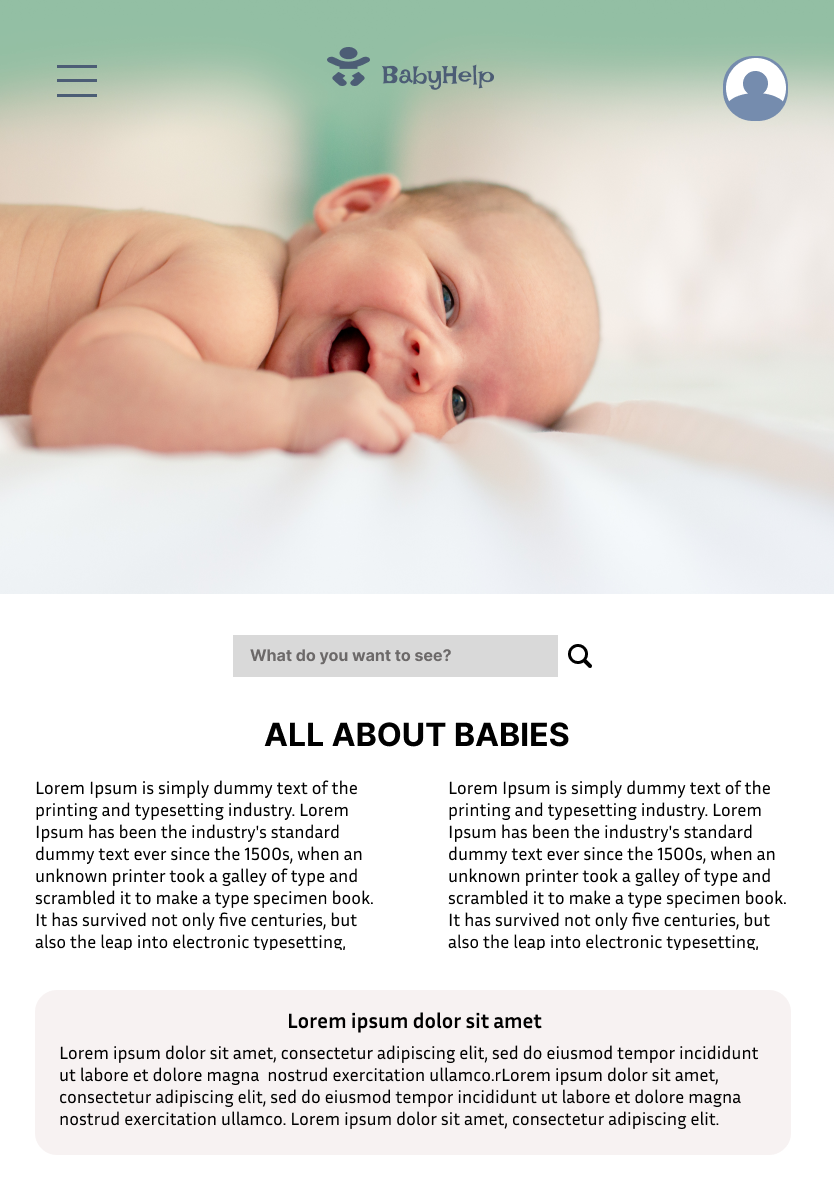 BabyHelp
What do you want to see?
ALL ABOUT BABIES
Lorem Ipsum is simply dummy text of the
printing and typesetting industry. Lorem
Ipsum has been the industry's standard
dummy text ever since the 1500s, when an
unknown printer took a galley of type and
scrambled it to make a type specimen book.
It has survived not only five centuries, but
also the leap into electronic typesetting,
Lorem Ipsum is simply dummy text of the
printing and typesetting industry. Lorem
Ipsum has been the industry's standard
dummy text ever since the 1500s, when an
unknown printer took a galley of type and
scrambled it to make a type specimen book.
It has survived not only five centuries, but
also the leap into electronic typesetting,
Lorem ipsum dolor sit amet
Lorem ipsum dolor sit amet, consectetur adipiscing elit, sed do eiusmod tempor incididunt
ut labore et dolore magna  nostrud exercitation ullamco.rLorem ipsum dolor sit amet,
consectetur adipiscing elit, sed do eiusmod tempor incididunt ut labore et dolore magna
nostrud exercitation ullamco. Lorem ipsum dolor sit amet, consectetur adipiscing elit.